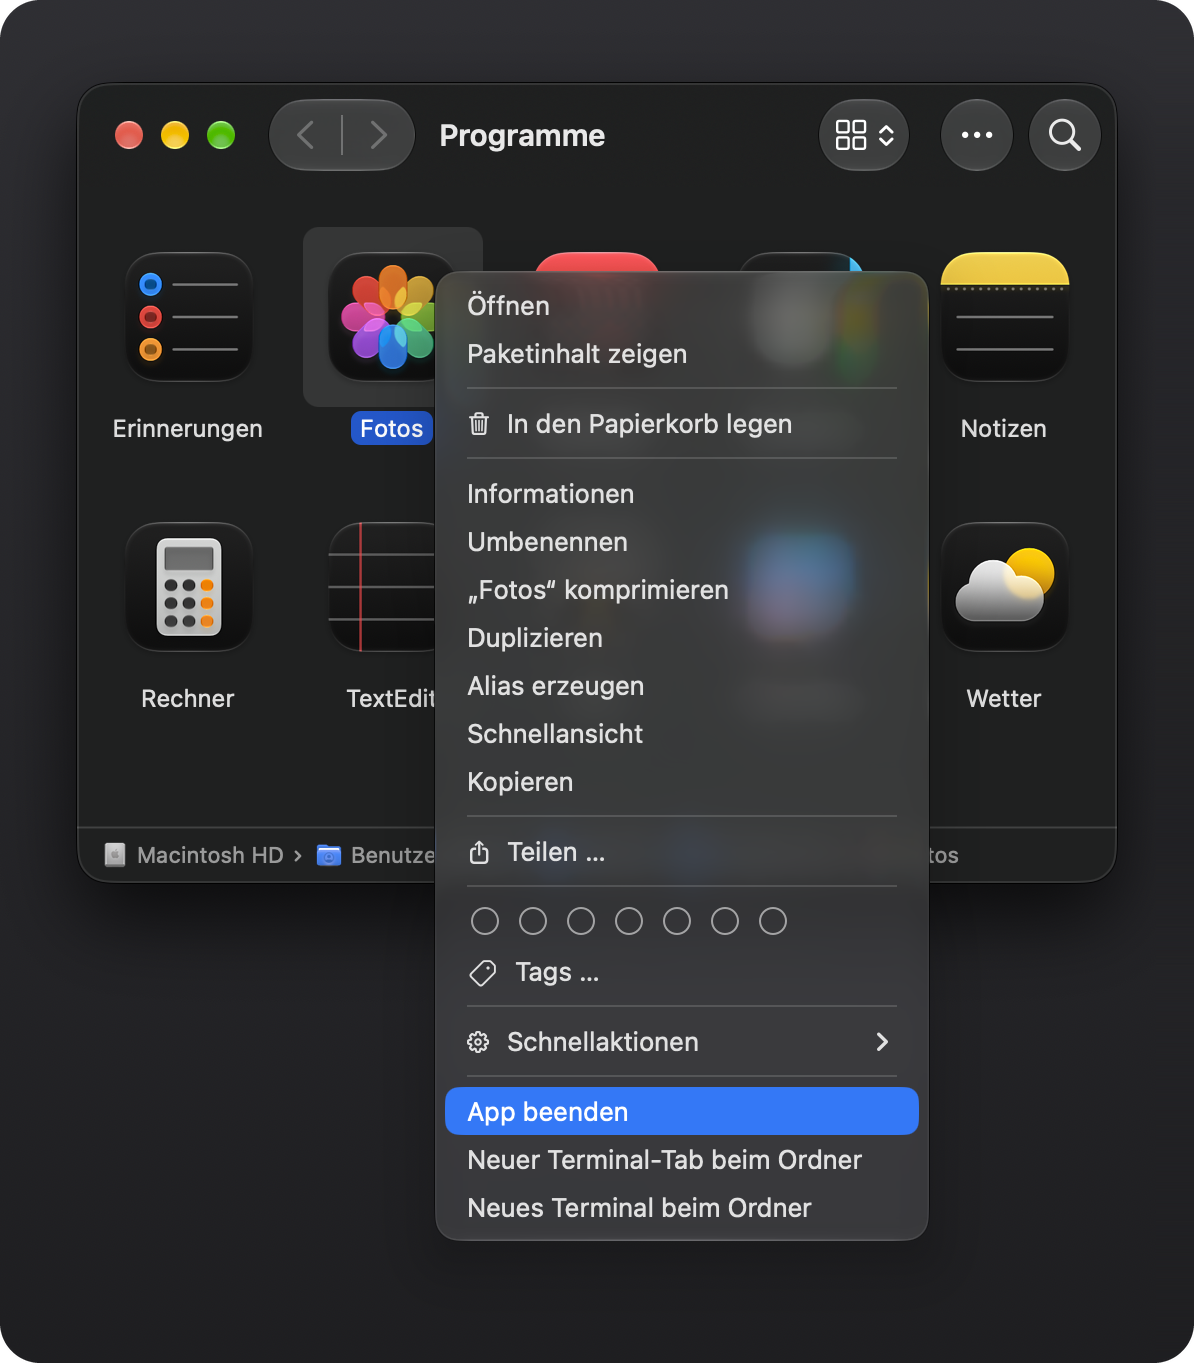 Programme
Erinnerungen
Fotos
Notizen
Rechner
TextEdit
Wetter
Macintosh HD › Benutze
tos
Öffnen
Paketinhalt zeigen
In den Papierkorb legen
Informationen
Umbenennen
„Fotos“ komprimieren
Duplizieren
Alias erzeugen
Schnellansicht
Kopieren
Teilen ...
Tags ...
Schnellaktionen
App beenden
Neuer Terminal-Tab beim Ordner
Neues Terminal beim Ordner